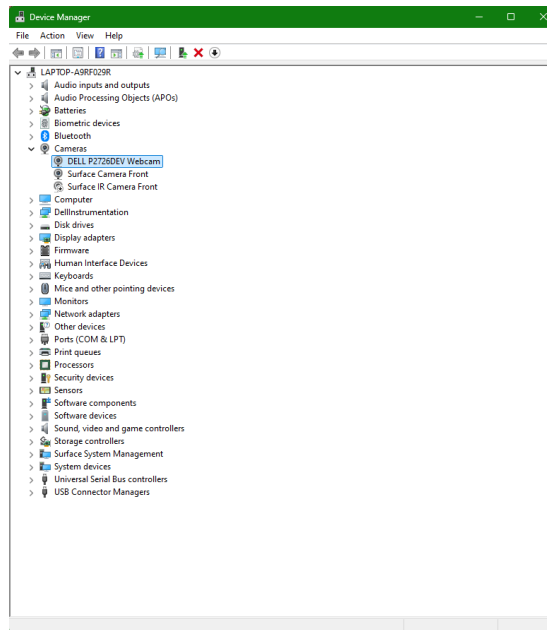 Device Manager
File Action View Help
LAPTOP-A9RF029R
Audio inputs and outputs
Audio Processing Objects (APOs)
Batteries
Biometric devices
Bluetooth
Cameras
DELL P2726DEV Webcam
Surface Camera Front
Surface IR Camera Front
Computer
DellInstrumentation
Disk drives
Display adapters
Firmware
Human Interface Devices
Keyboards
Mice and other pointing devices
Monitors
Network adapters
Other devices
Ports (COM & LPT)
Print queues
Processors
Security devices
Sensors
Software components
Software devices
Sound, video and game controllers
Storage controllers
Surface System Management
System devices
Universal Serial Bus controllers
USB Connector Managers